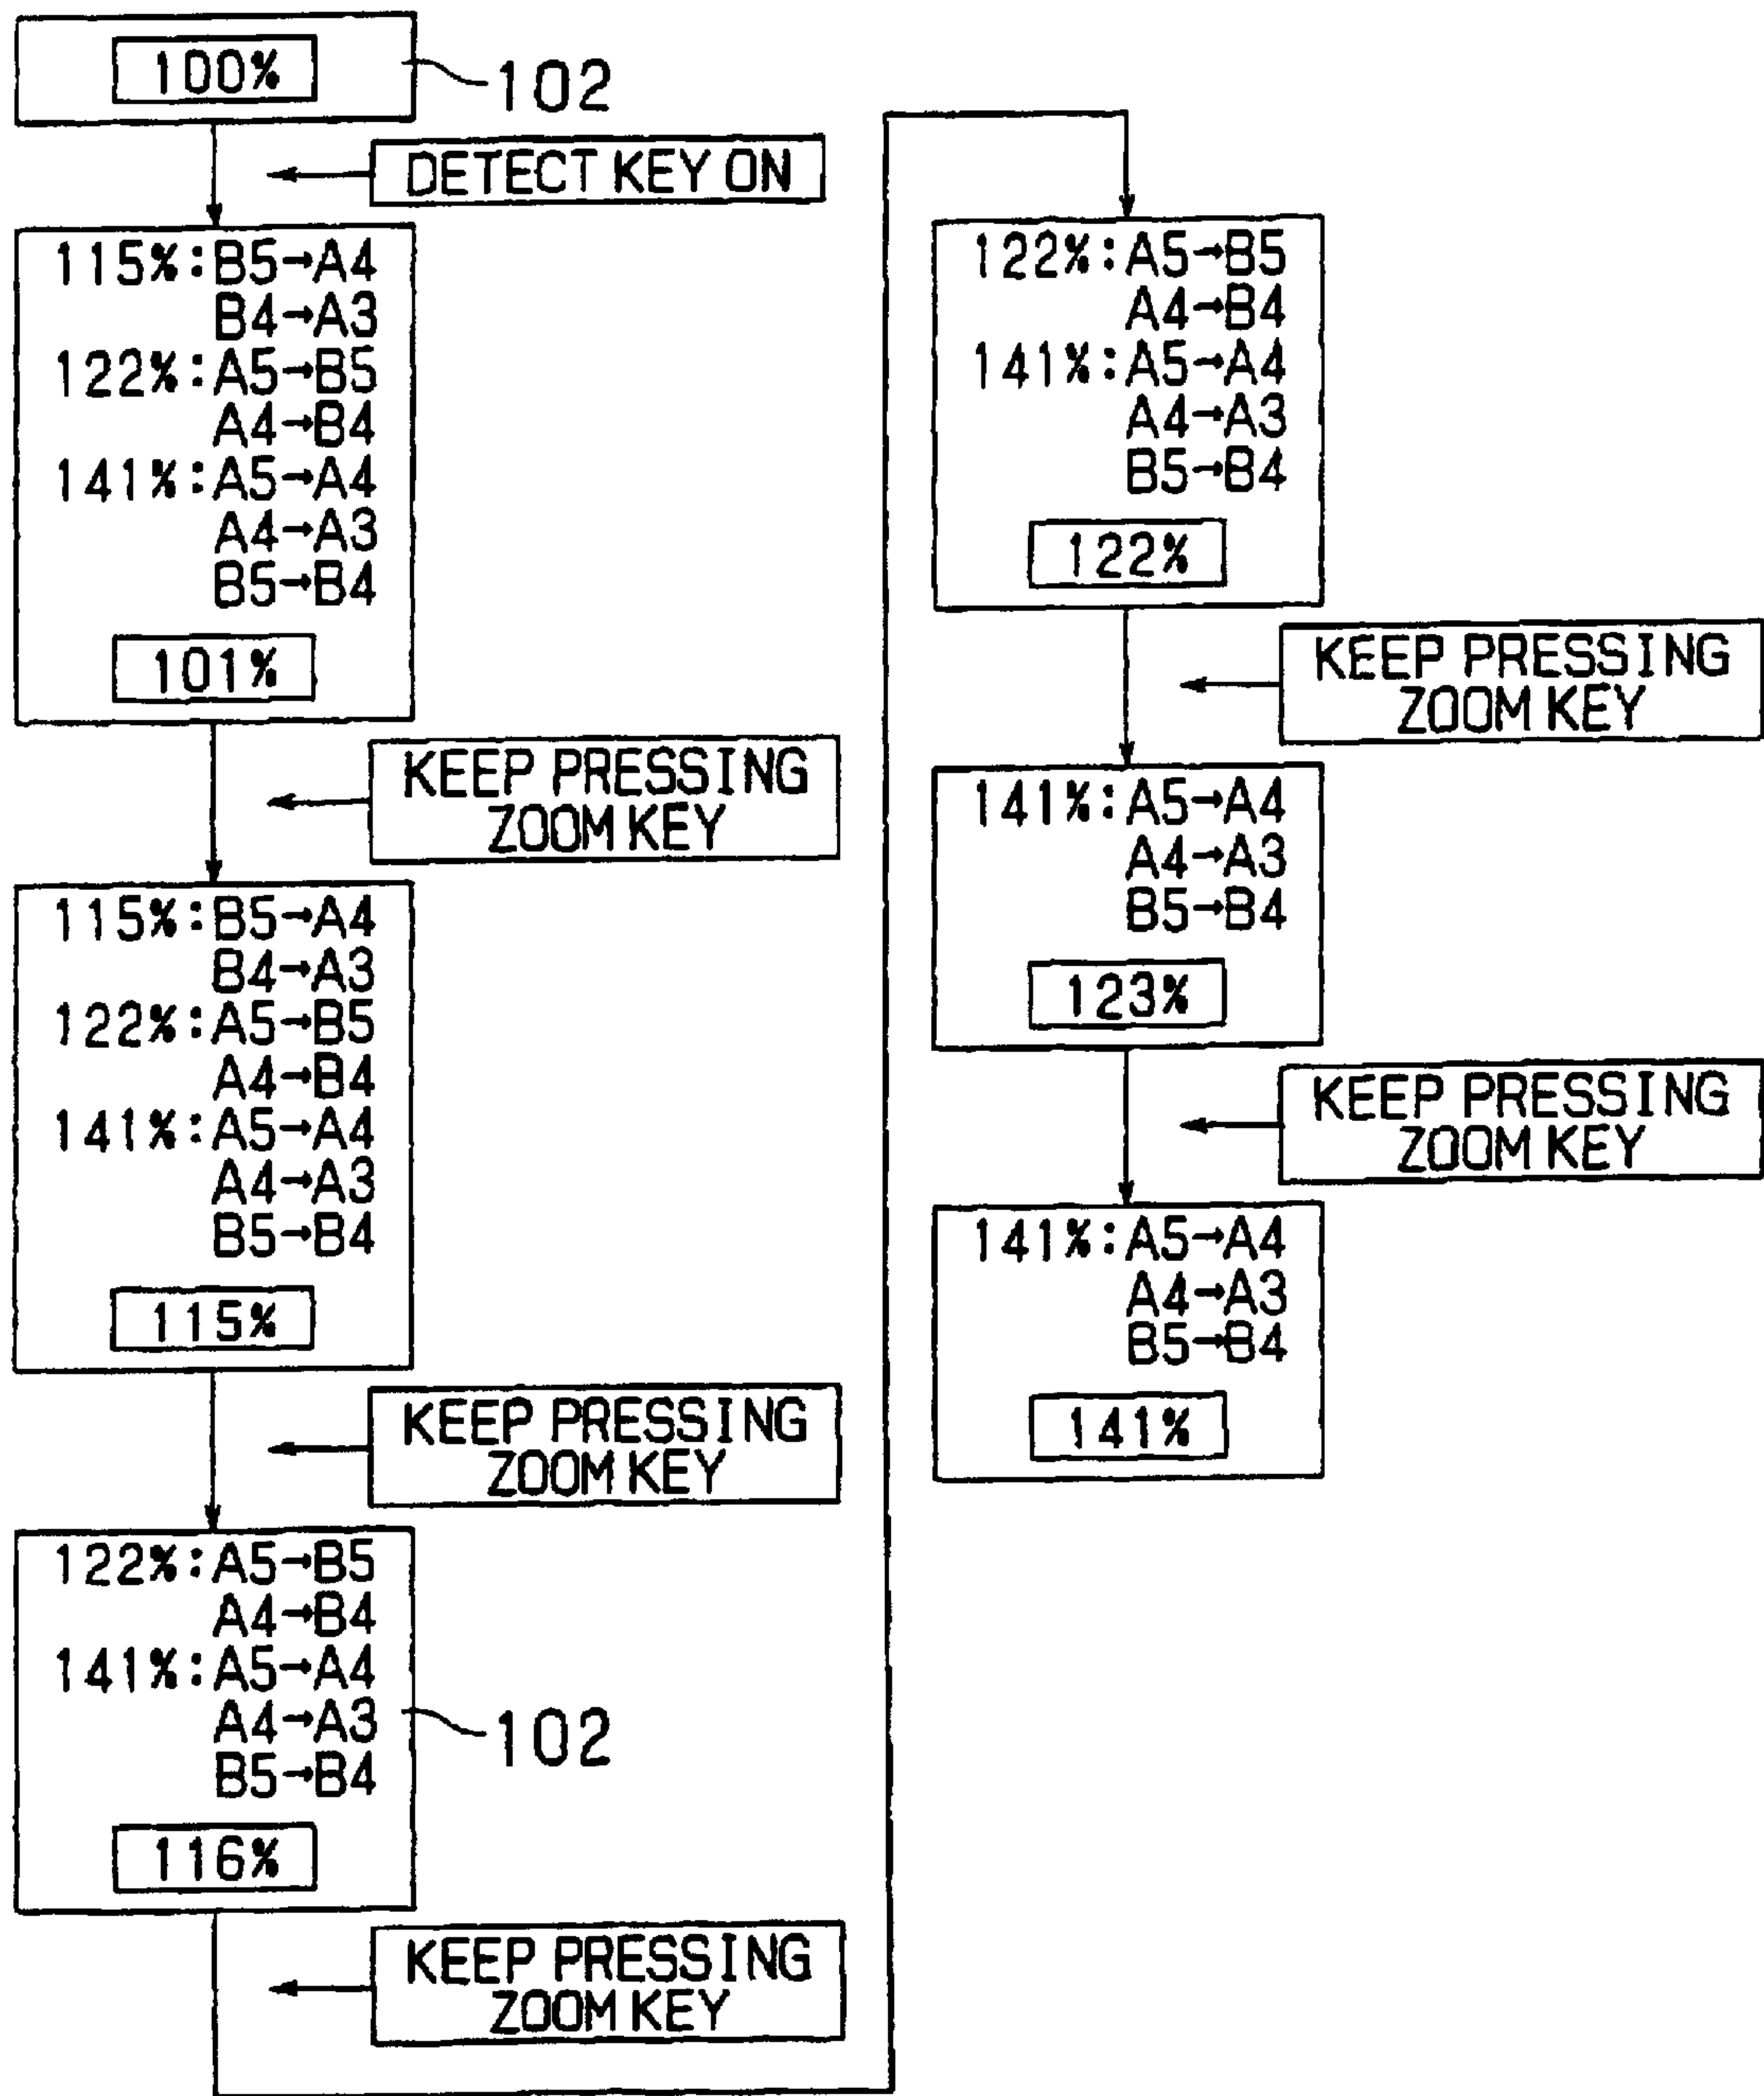 100%
102
DETECT KEY ON
115%:B5→A4
B4→A3
122%:A5→B5
A4→B4
141%:A5→A4
A4→A3
B5→B4
101%
KEEP PRESSING
ZOOM KEY
115%:B5→A4
B4→A3
122%:A5→B5
A4→B4
141%:A5→A4
A4→A3
B5→B4
115%
KEEP PRESSING
ZOOM KEY
122%:A5→B5
A4→B4
141%:A5→A4
A4→A3
B5→B4
102
116%
KEEP PRESSING
ZOOM KEY
122%:A5→B5
A4→B4
141%:A5→A4
A4→A3
B5→B4
122%
KEEP PRESSING
ZOOM KEY
141%:A5→A4
A4→A3
B5→B4
123%
KEEP PRESSING
ZOOM KEY
141%:A5→A4
A4→A3
B5→B4
141%